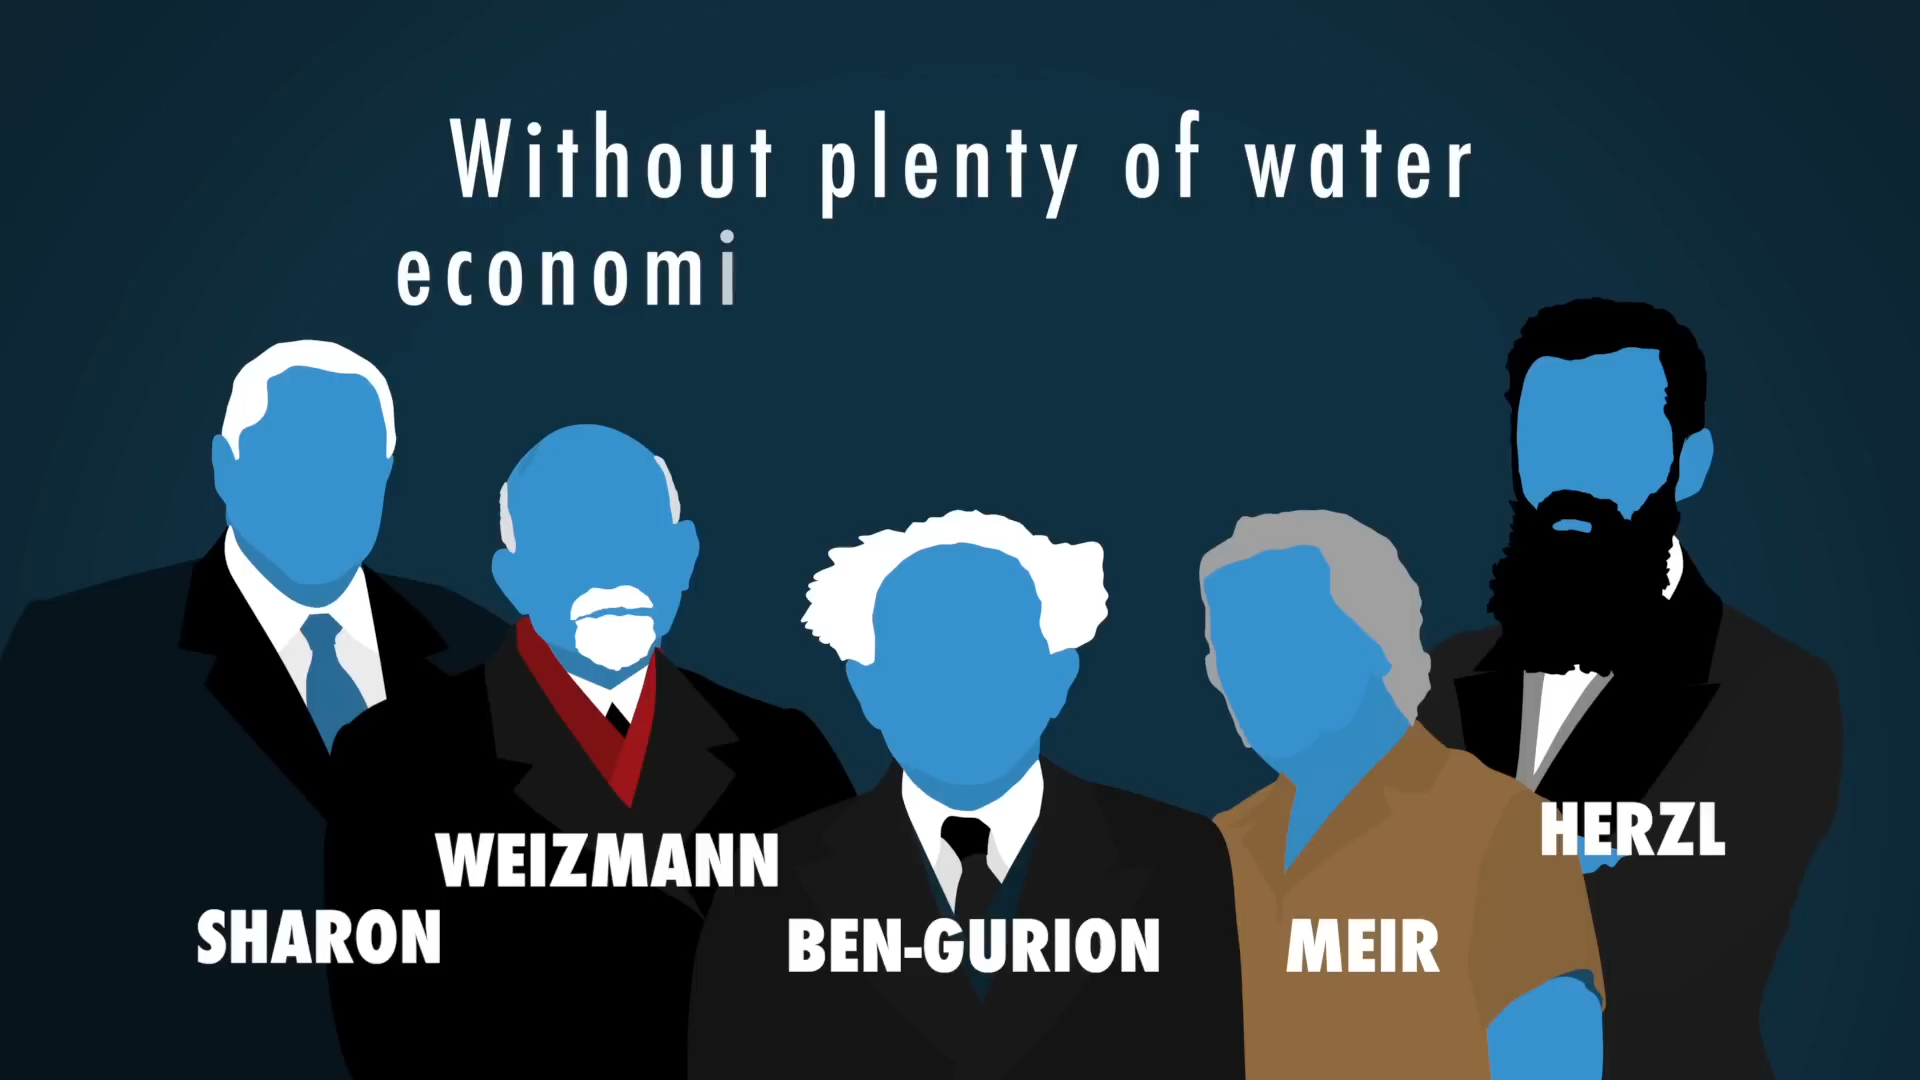 Without plenty of water
economi
WEIZMANN
SHARON
BEN-GURION
MEIR
HERZL